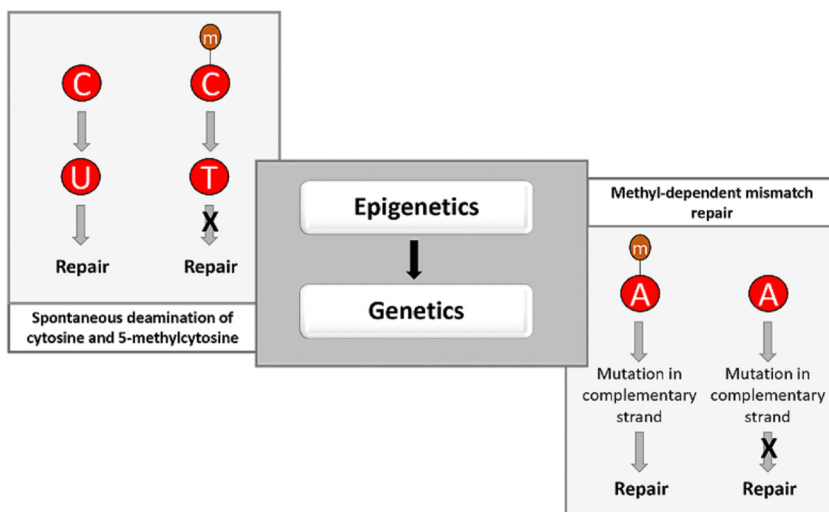 m
C
C
U
T
X
Repair
Repair
Spontaneous deamination of
cytosine and 5-methylcytosine
Epigenetics
Genetics
Methyl-dependent mismatch
repair
m
A
A
Mutation in
complementary
strand
Mutation in
complementary
strand
X
Repair
Repair